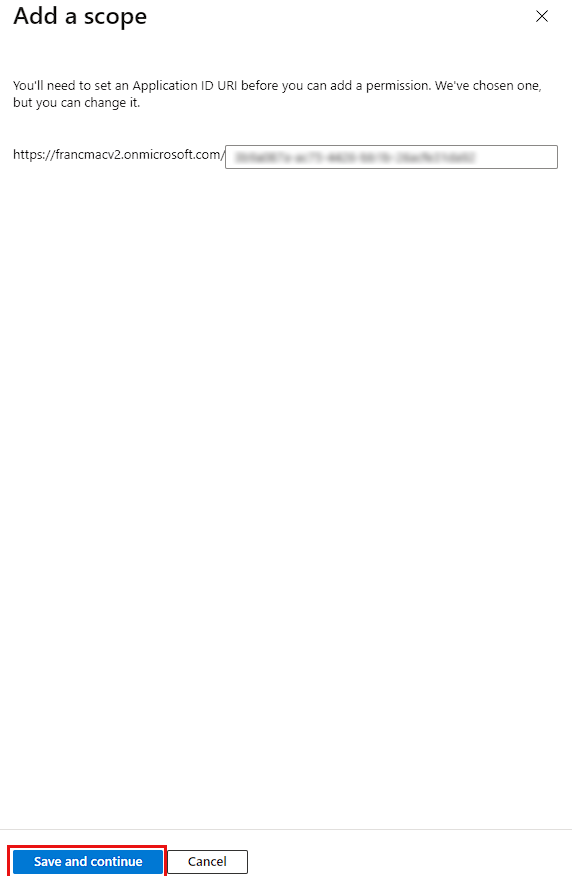 Add a scope
You'll need to set an Application ID URI before you can add a permission. We've chosen one,
but you can change it.
https://francmacv2.onmicrosoft.com/
Save and continue
Cancel